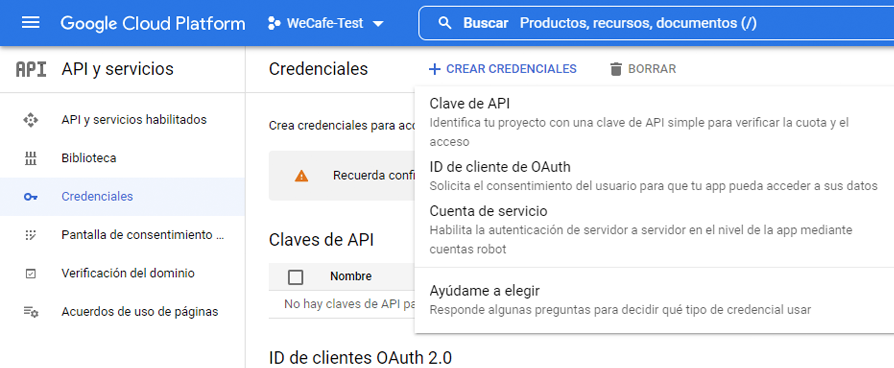 Google Cloud Platform
WeCafe-Test
Buscar Productos, recursos, documentos (/)
API API y servicios
Credenciales
+ CREAR CREDENCIALES
BORRAR
API y servicios habilitados
Biblioteca
Credenciales
Pantalla de consentimiento ...
Verificación del dominio
Acuerdos de uso de páginas
Crea credenciales para acc
Recuerda confi
Claves de API
Nombre
No hay claves de API pa
ID de clientes OAuth 2.0
Clave de API
Identifica tu proyecto con una clave de API simple para verificar la cuota y el
acceso
ID de cliente de OAuth
Solicita el consentimiento del usuario para que tu app pueda acceder a sus datos
Cuenta de servicio
Habilita la autenticación de servidor a servidor en el nivel de la app mediante
cuentas robot
Ayúdame a elegir
Responde algunas preguntas para decidir qué tipo de credencial usar